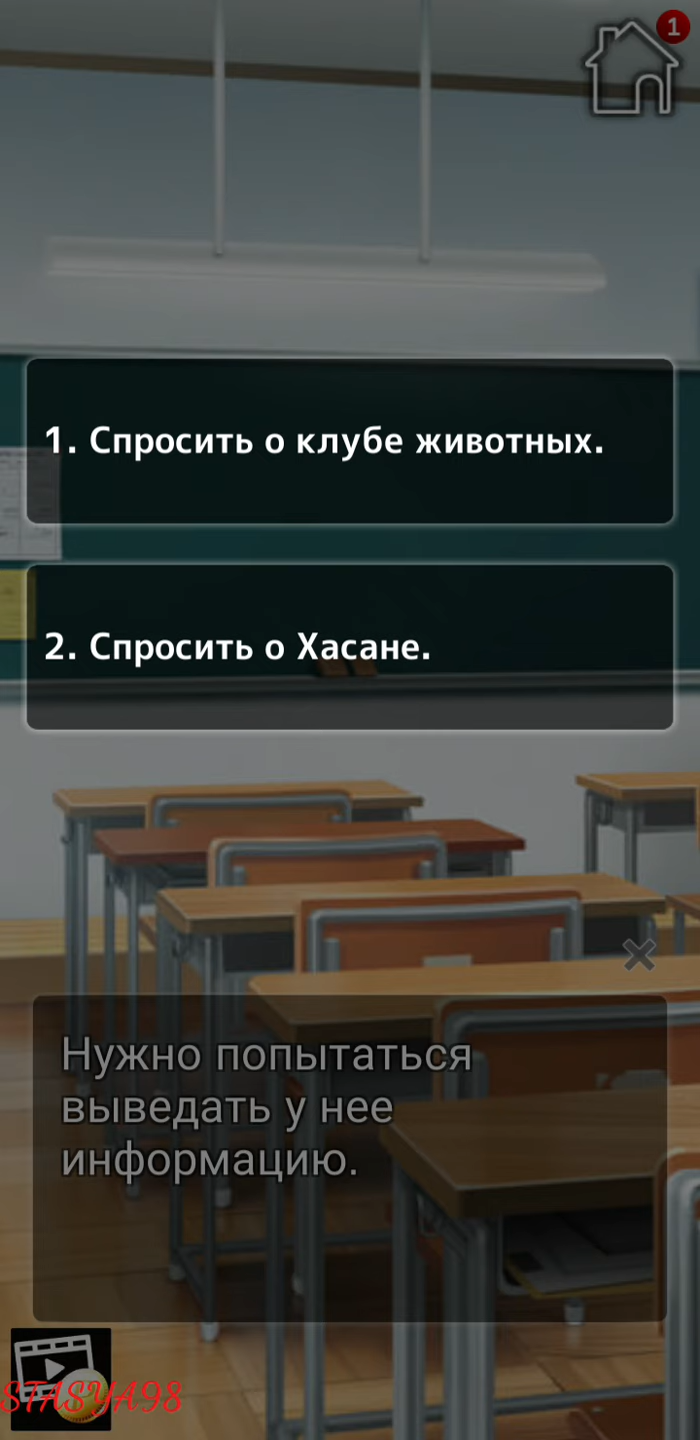 1
1. Спросить о клубе животных.
2. Спросить о Хасане.
Нужно попытаться
выведать у нее
информацию.
STASYA98